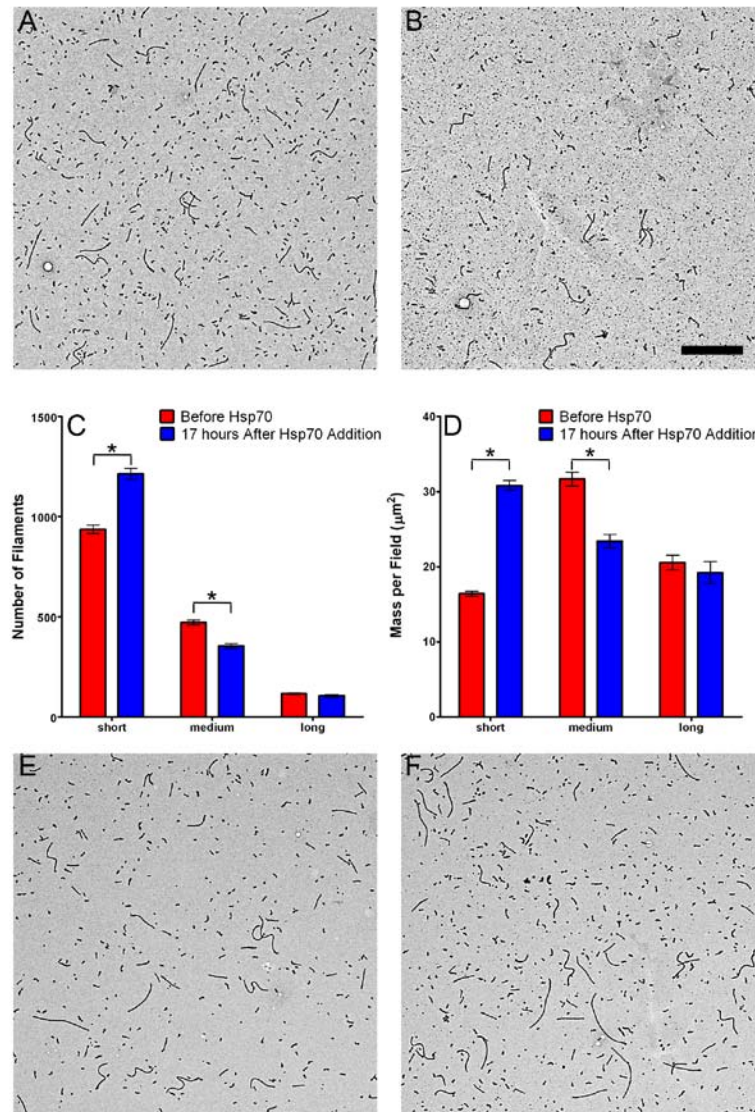 A
B
C
Before Hsp70
17 hours After Hsp70 Addition
*
*
Number of Filaments
1500
1000
500
0
short
medium
long
D
Before Hsp70
17 hours After Hsp70 Addition
*
*
Mass per Field (µm²)
40
30
20
10
0
short
medium
long
E
F